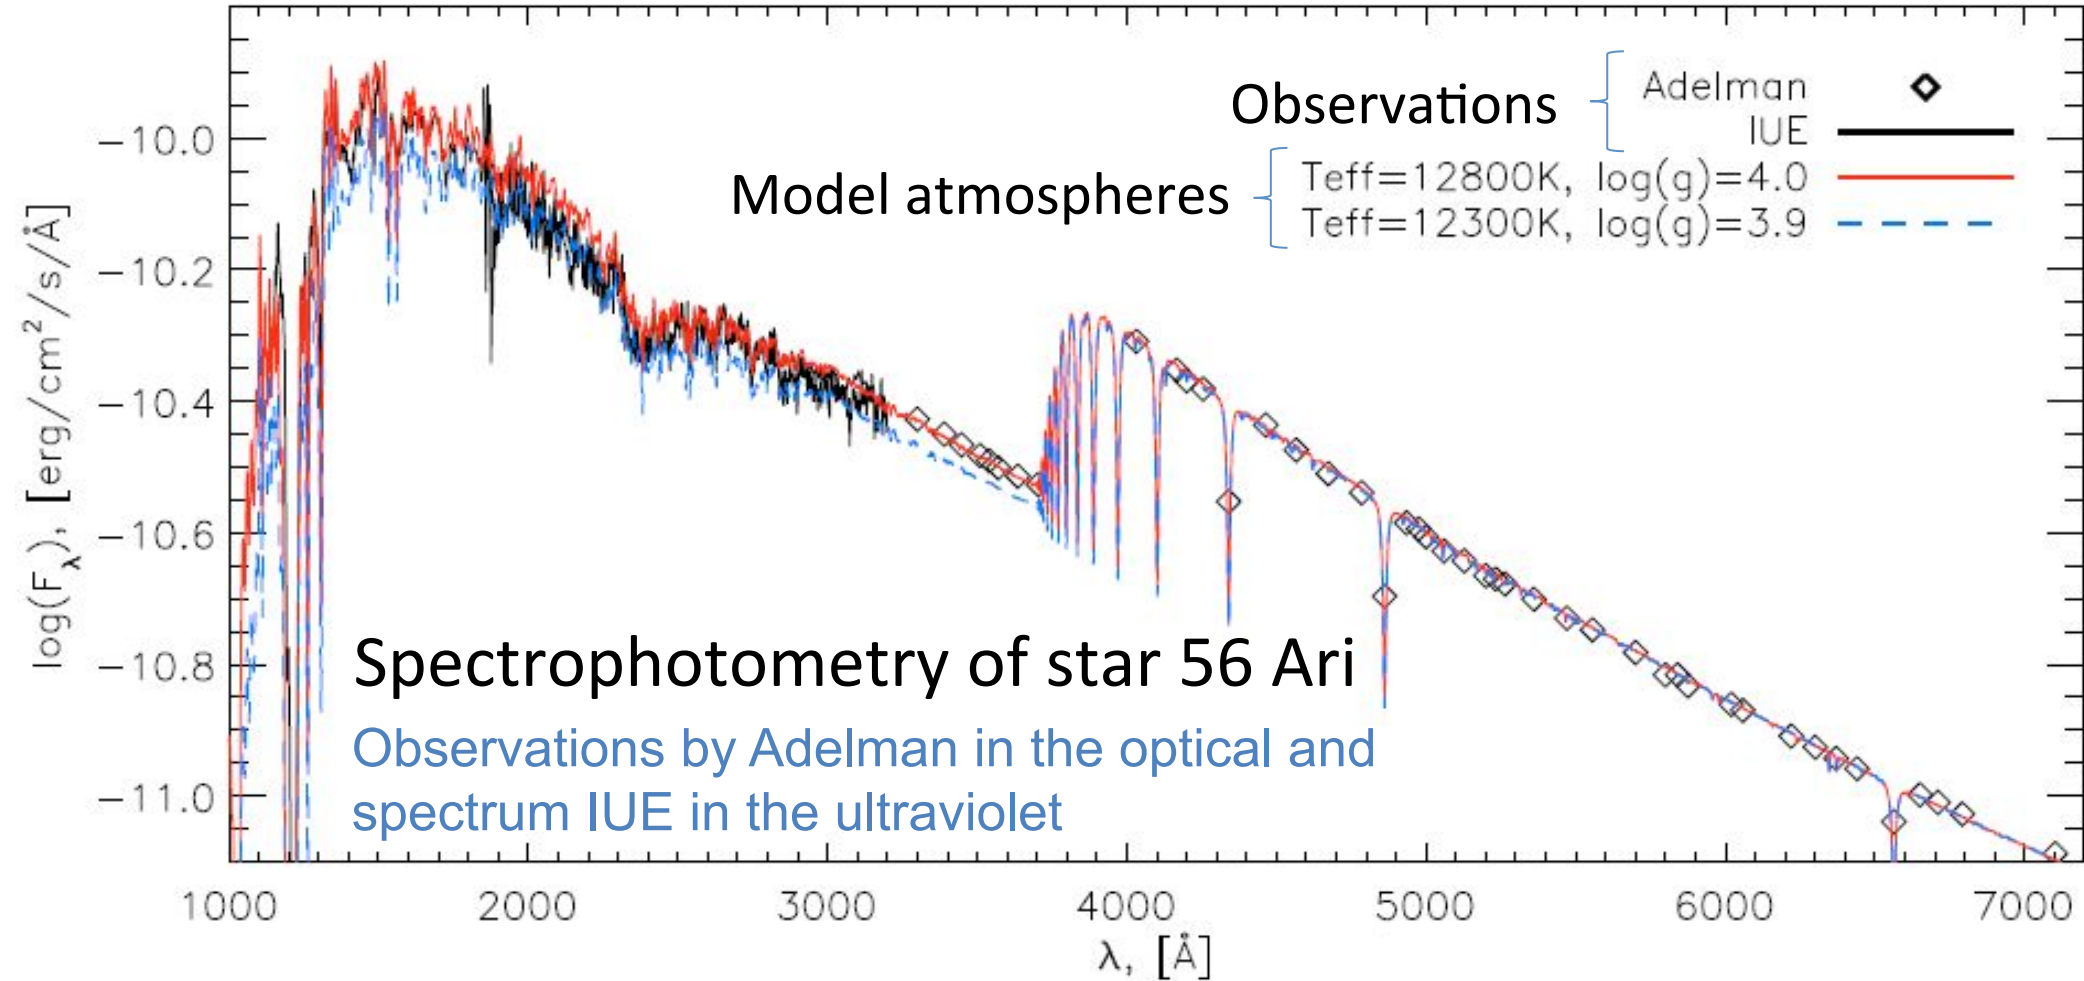 Observations
Adelman
IUE
Model atmospheres
Teff=12800K, log(g)=4.0
Teff=12300K, log(g)=3.9
log(Fλ), [erg/cm²/s/Å]
−10.0
−10.2
−10.4
−10.6
−10.8
−11.0
Spectrophotometry of star 56 Ari
Observations by Adelman in the optical and
spectrum IUE in the ultraviolet
1000 2000 3000 4000 5000 6000 7000
λ, [Å]